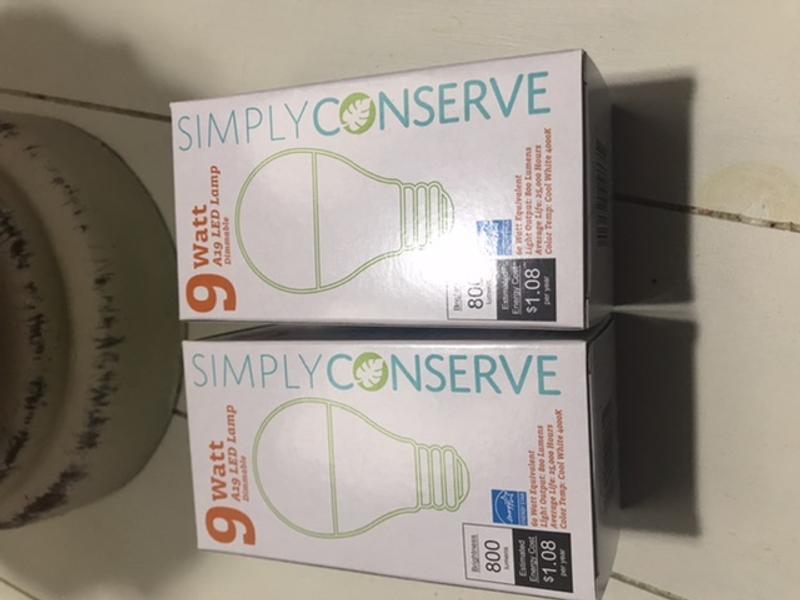 SIMPLYCONSERVE
9 Watt
A19 LED Lamp
Dimmable
60 Watt Equivalent
Light Output: 800 Lumens
Average Life: 25,000 Hours
Color Temp: Cool White 4000K
800
lumens
Estimated
Energy Cost
$1.08
per year
SIMPLYCONSERVE
9 Watt
A19 LED Lamp
Dimmable
60 Watt Equivalent
Light Output: 800 Lumens
Average Life: 25,000 Hours
Color Temp: Cool White 4000K
Brightness
800
lumens
Estimated
Energy Cost
$1.08
per year